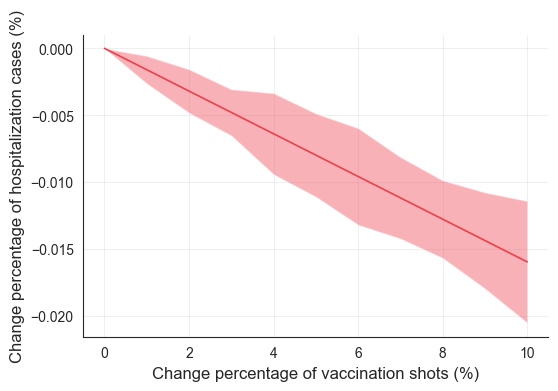 Change percentage of hospitalization cases (%)
0.000
−0.005
−0.010
−0.015
−0.020
0 2 4 6 8 10
Change percentage of vaccination shots (%)